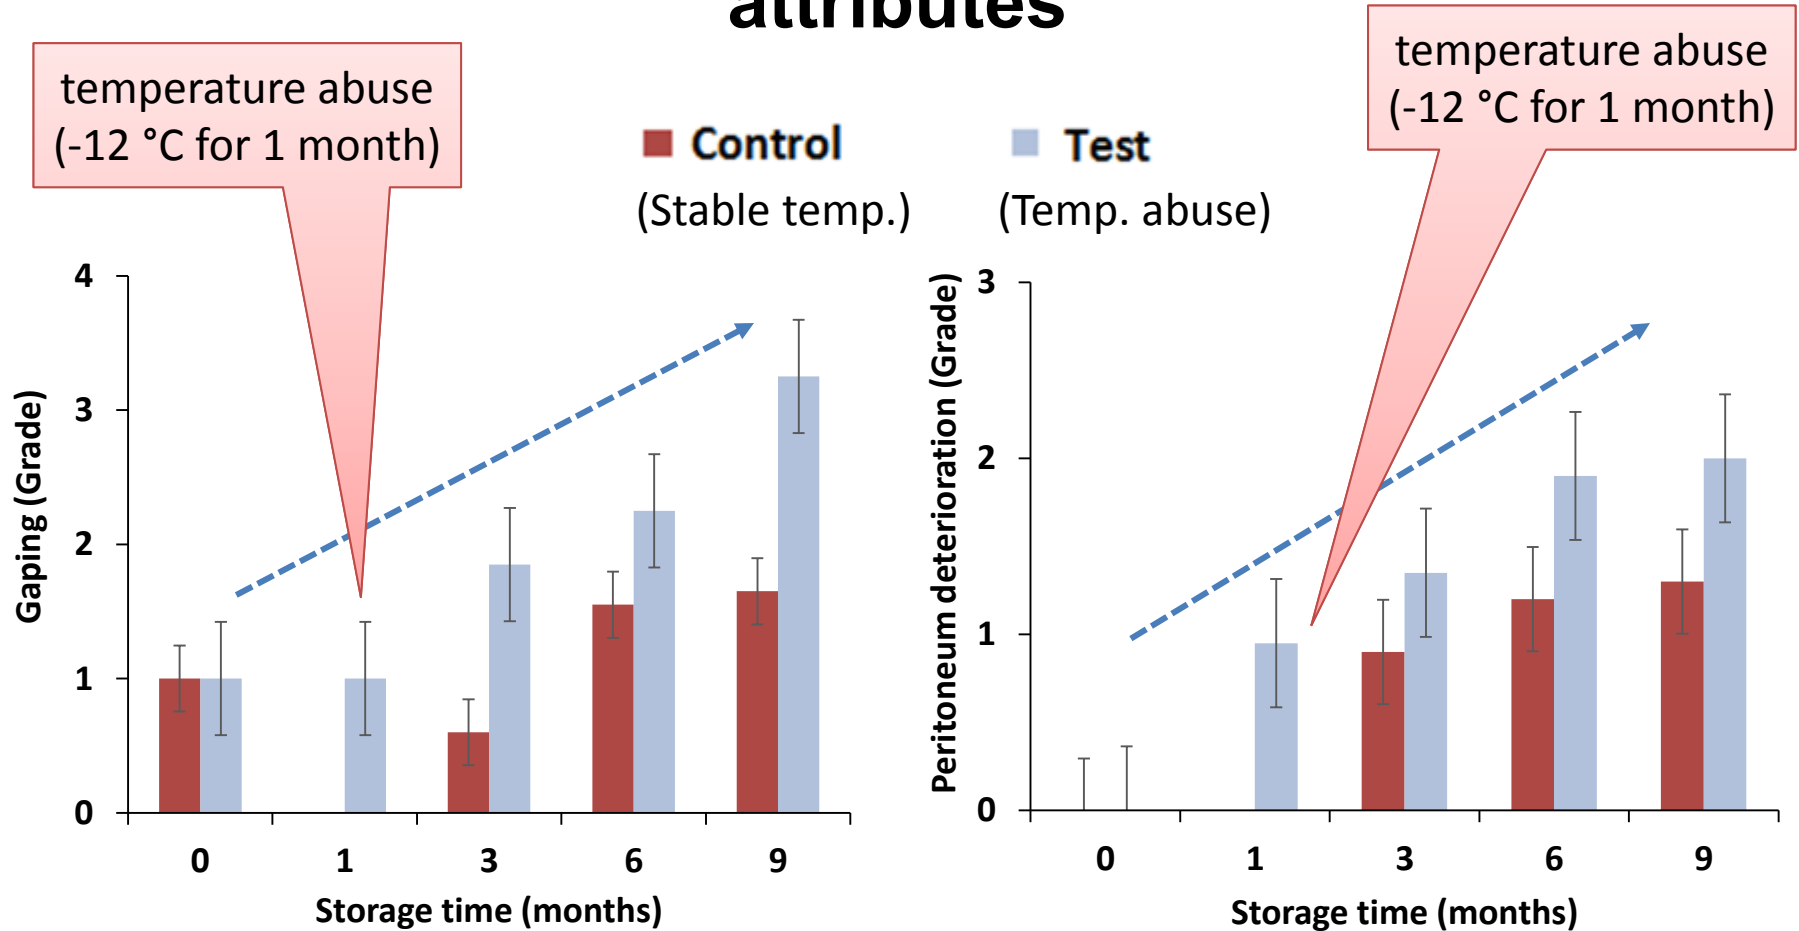 attributes
temperature abuse
(-12 °C for 1 month)
temperature abuse
(-12 °C for 1 month)
Control
(Stable temp.)
Test
(Temp. abuse)
Gaping (Grade)
4
3
2
1
0
0 1 3 6 9
Storage time (months)
Peritoneum deterioration (Grade)
3
2
1
0
0 1 3 6 9
Storage time (months)